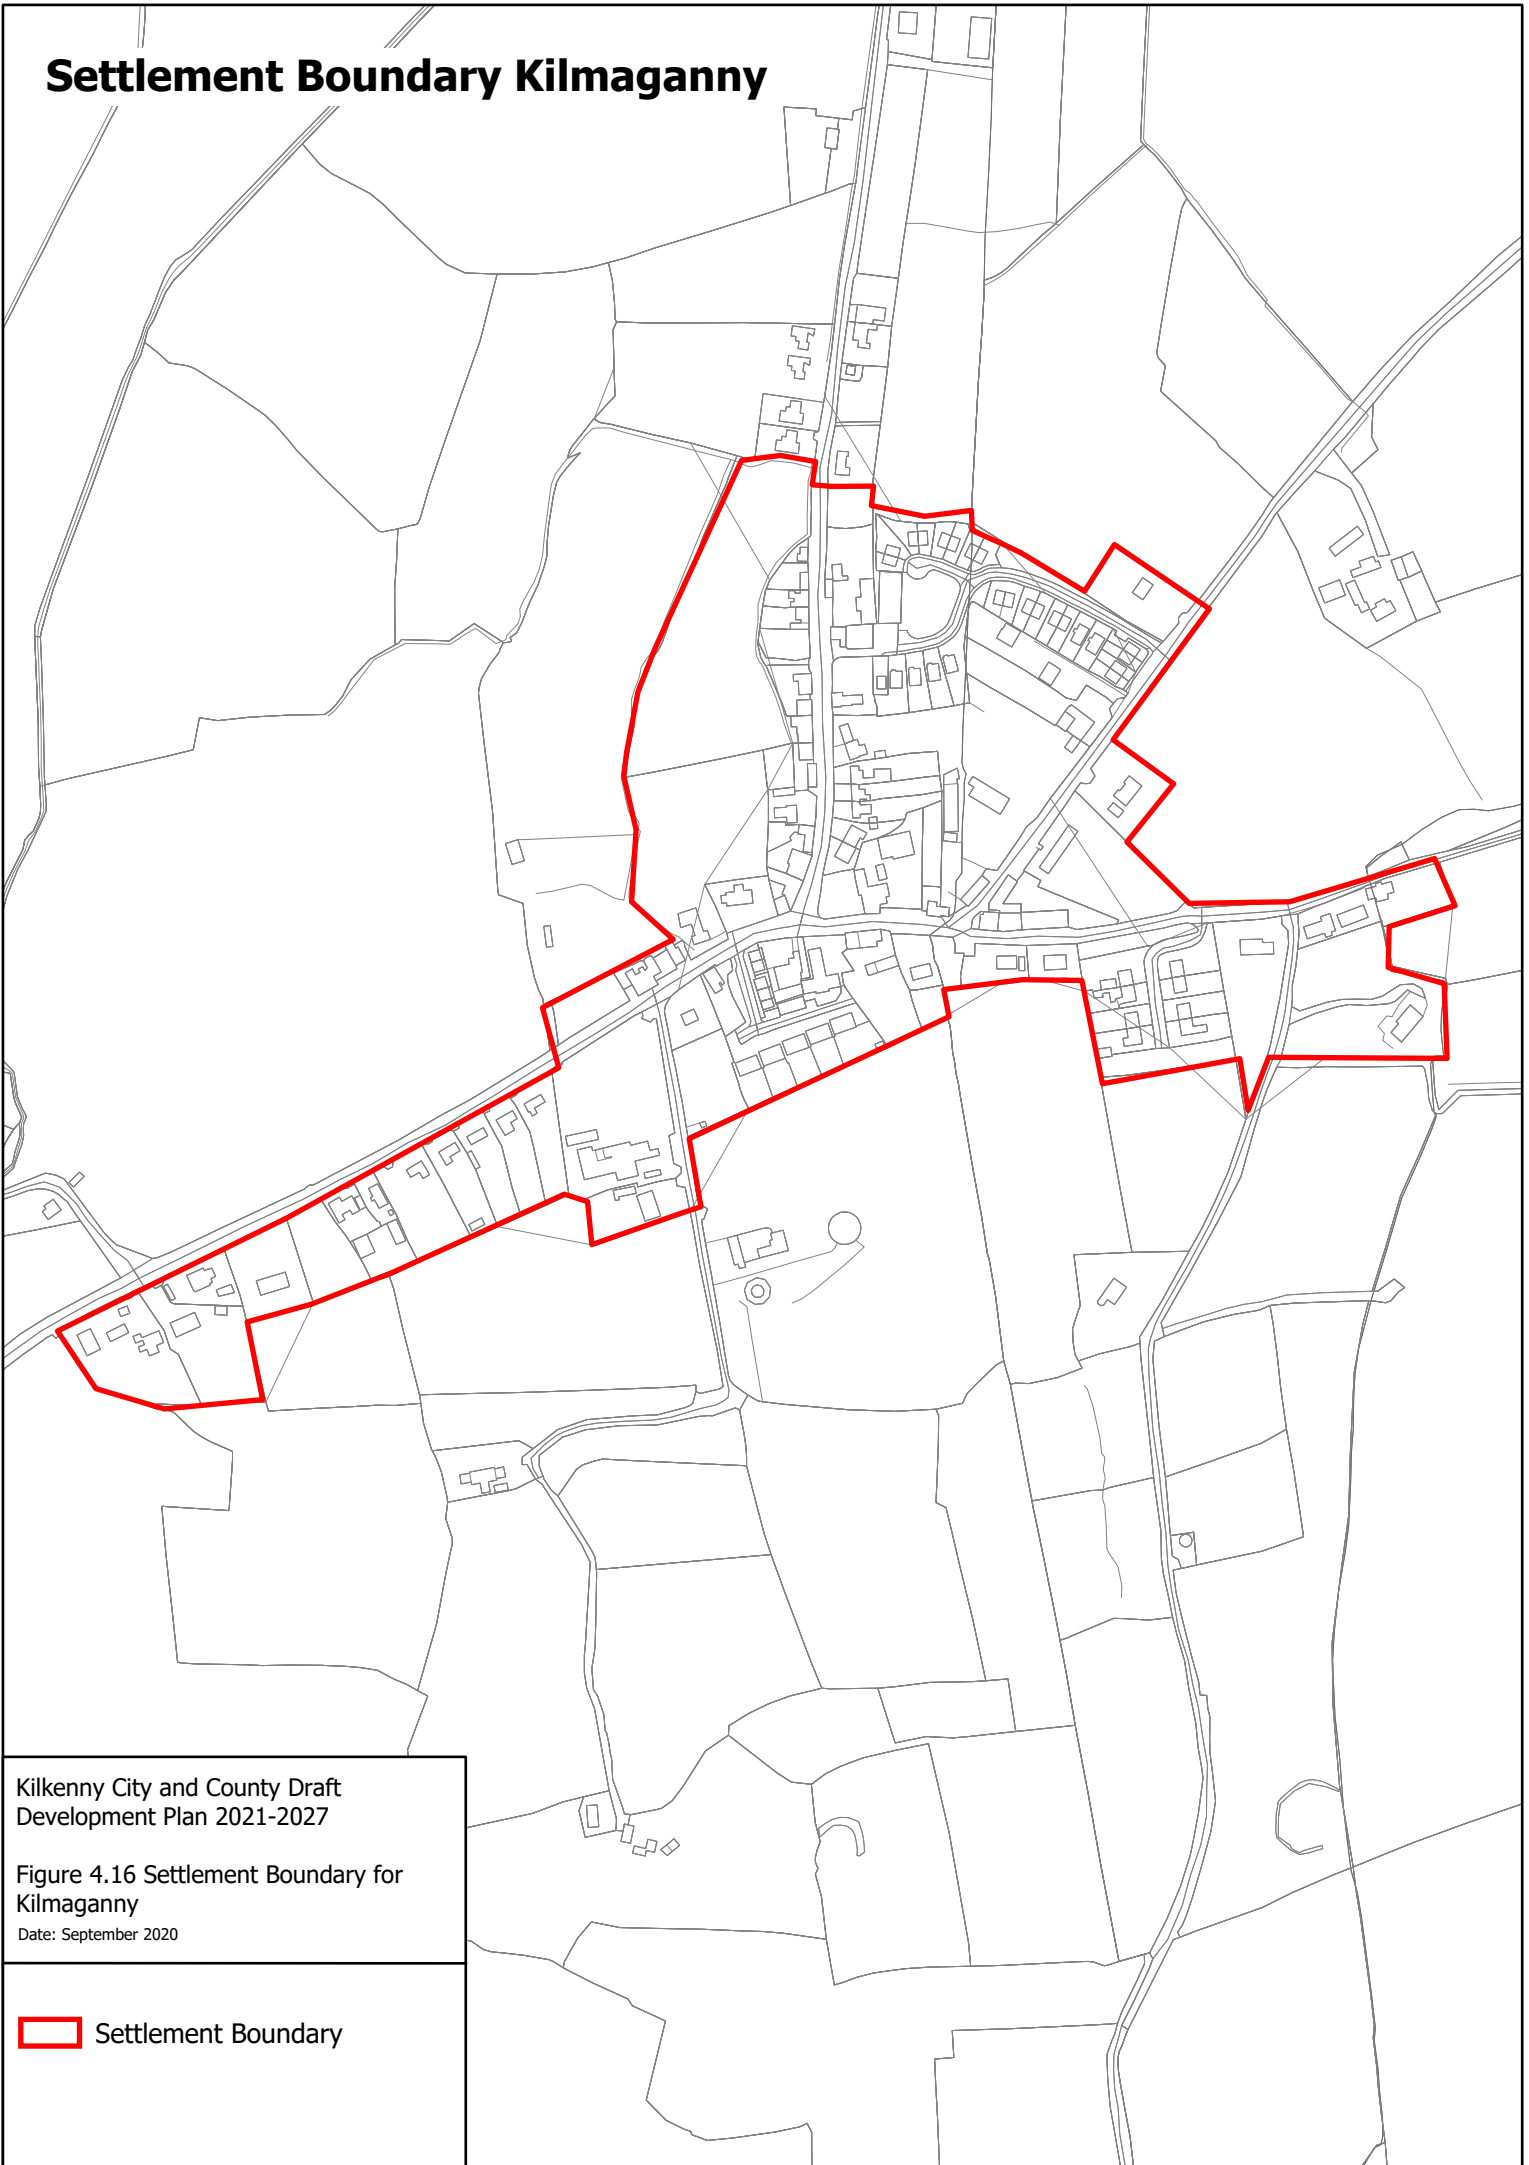 Settlement Boundary Kilmaganny
Kilkenny City and County Draft
Development Plan 2021-2027
Figure 4.16 Settlement Boundary for
Kilmaganny
Date: September 2020
Settlement Boundary